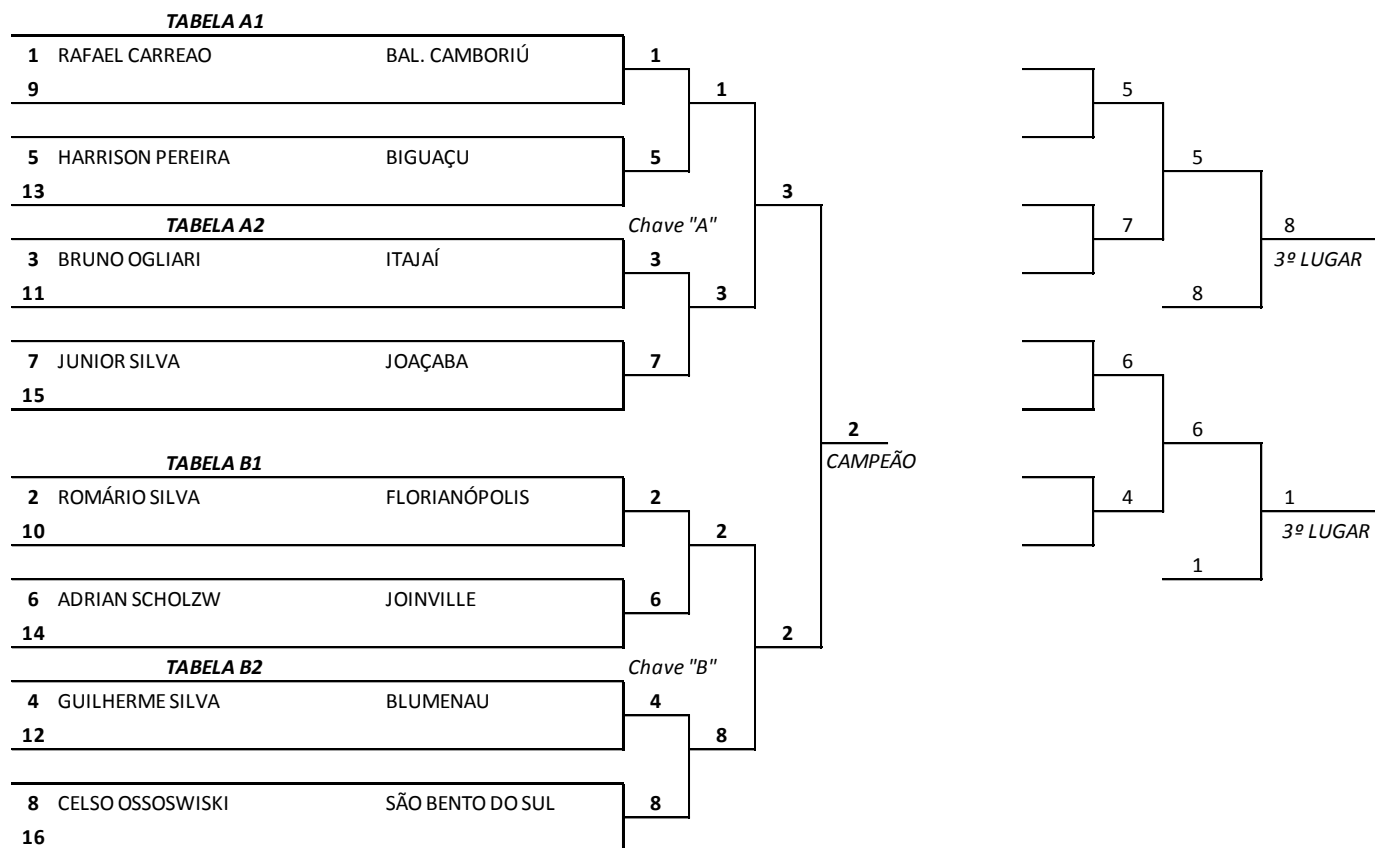 TABELA A1
1 RAFAEL CARREAO BAL. CAMBORIÚ 1
9 1 5
5 HARRISON PEREIRA BIGUAÇU 5 5
13 3
TABELA A2 Chave "A" 7 8
3 BRUNO OGLIARI ITAJAÍ 3 3º LUGAR
11 3 8
7 JUNIOR SILVA JOAÇABA 7 6
15
2 6
TABELA B1 CAMPEÃO
2 ROMÁRIO SILVA FLORIANÓPOLIS 2 4 1
10 2 3º LUGAR
1
6 ADRIAN SCHOLZW JOINVILLE 6
14 2
TABELA B2 Chave "B"
4 GUILHERME SILVA BLUMENAU 4
12 8
8 CELSO OSSOSWISKI SÃO BENTO DO SUL 8
16